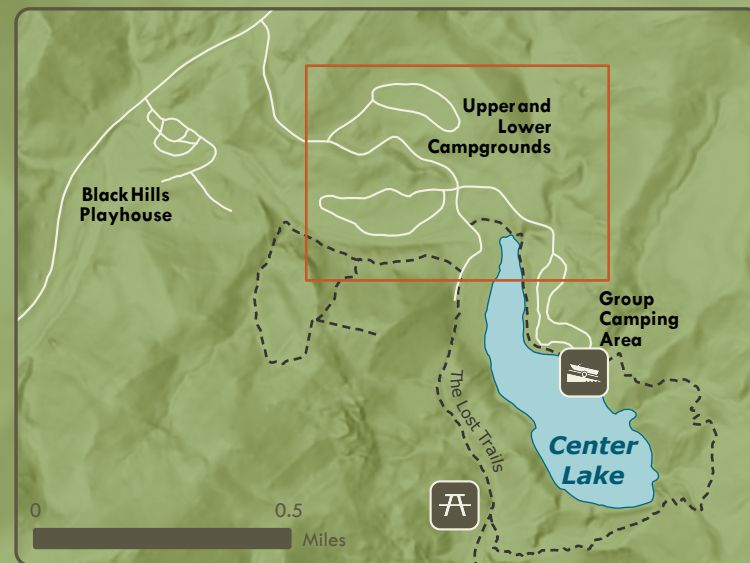 Upper and
Lower
Campgrounds
Black Hills
Playhouse
Group
Camping
Area
The Lost Trails
Center
Lake
0 0.5
Miles